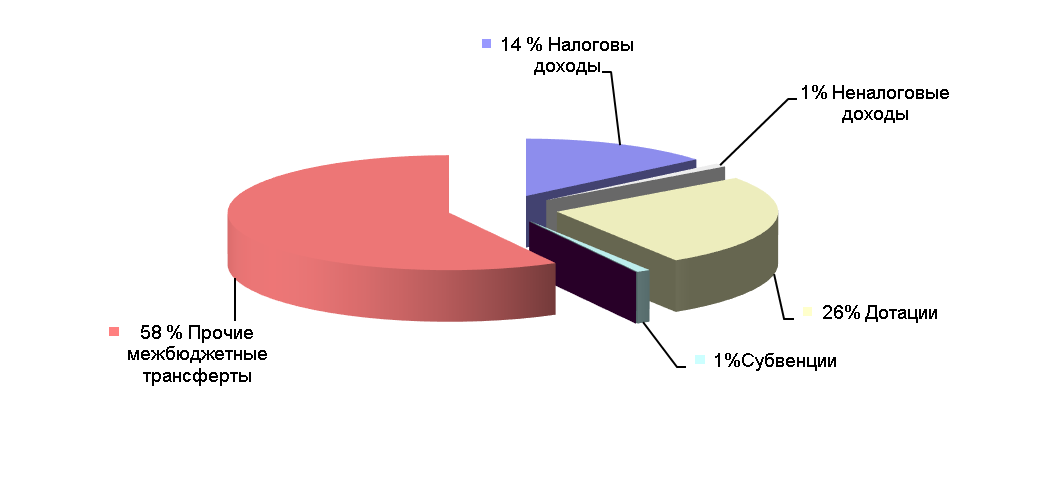 14 % Налоговы
доходы
1% Неналоговые
доходы
26% Дотации
1%Субвенции
58 % Прочие
межбюджетные
трансферты